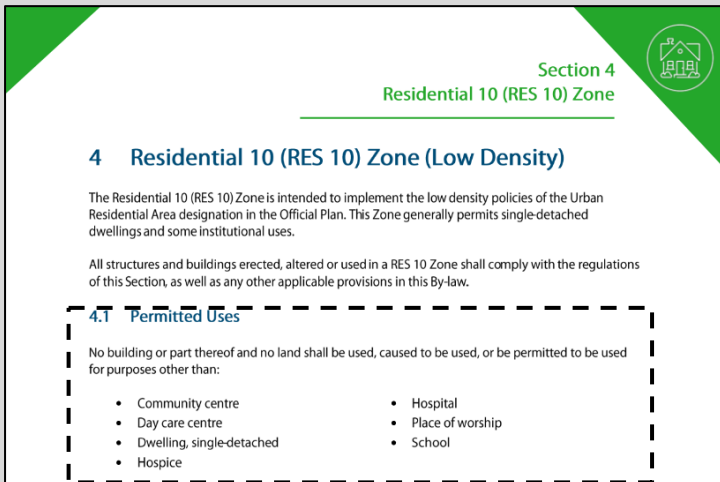 Section 4
Residential 10 (RES 10) Zone
4 Residential 10 (RES 10) Zone (Low Density)
The Residential 10 (RES 10) Zone is intended to implement the low density policies of the Urban
Residential Area designation in the Official Plan. This Zone generally permits single-detached
dwellings and some institutional uses.
All structures and buildings erected, altered or used in a RES 10 Zone shall comply with the regulations
of this Section, as well as any other applicable provisions in this By-law.
4.1 Permitted Uses
No building or part thereof and no land shall be used, caused to be used, or be permitted to be used
for purposes other than:
• Community centre
• Day care centre
• Dwelling, single-detached
• Hospice
• Hospital
• Place of worship
• School